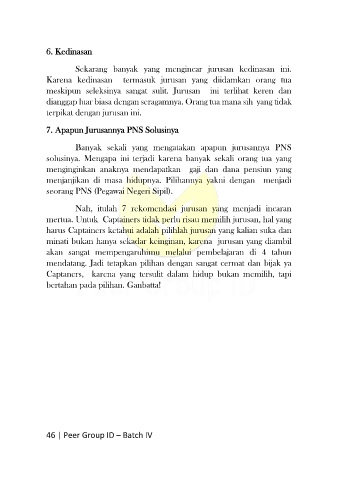 6. Kedinasan
Sekarang banyak yang mengincar jurusan kedinasan ini.
Karena kedinasan termasuk jurusan yang diidamkan orang tua
meskipun seleksinya sangat sulit. Jurusan ini terlihat keren dan
dianggap luar biasa dengan seragamnya. Orang tua mana sih yang tidak
terpikat dengan jurusan ini.
7. Apapun Jurusannya PNS Solusinya
Banyak sekali yang mengatakan apapun jurusannya PNS
solusinya. Mengapa ini terjadi karena banyak sekali orang tua yang
menginginkan anaknya mendapatkan gaji dan dana pensiun yang
menjanjikan di masa hidupnya. Pilihannya yakni dengan menjadi
seorang PNS (Pegawai Negeri Sipil).
Nah, itulah 7 rekomendasi jurusan yang menjadi incaran
mertua. Untuk Captainers tidak perlu risau memilih jurusan, hal yang
harus Captainers ketahui adalah pilihlah jurusan yang kalian suka dan
minati bukan hanya sekadar keinginan, karena jurusan yang diambil
akan sangat mempengaruhimu melalui pembelajaran di 4 tahun
mendatang. Jadi tetapkan pilihan dengan sangat cermat dan bijak ya
Captaners, karena yang tersulit dalam hidup bukan memilih, tapi
bertahan pada pilihan. Ganbatta!
46 | Peer Group ID – Batch IV